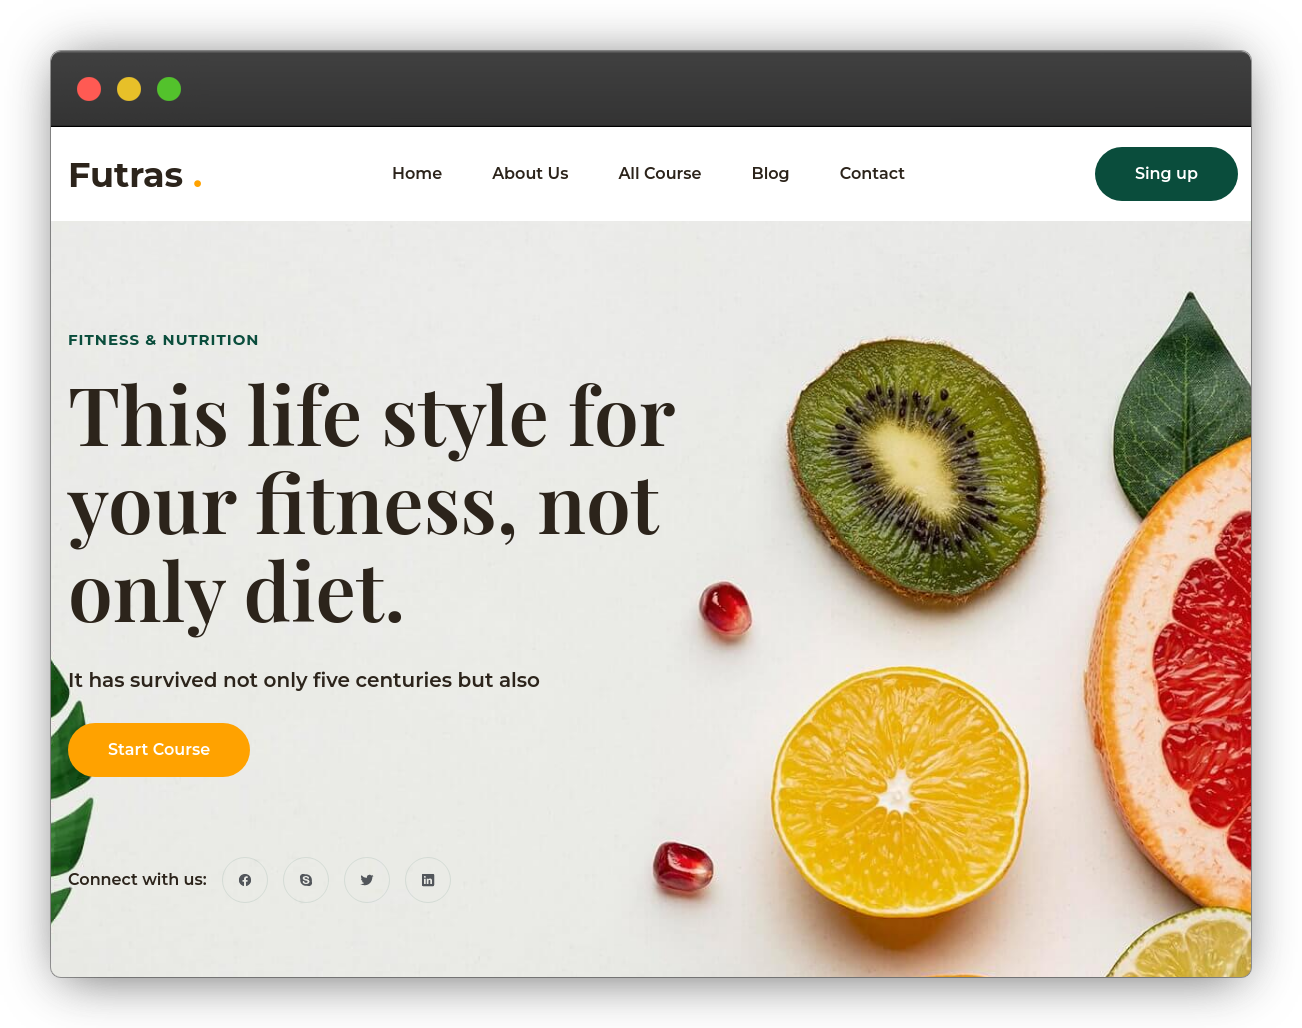 Futras .
Home
About Us
All Course
Blog
Contact
Sing up
FITNESS & NUTRITION
This life style for
your fitness, not
only diet.
It has survived not only five centuries but also
Start Course
Connect with us: